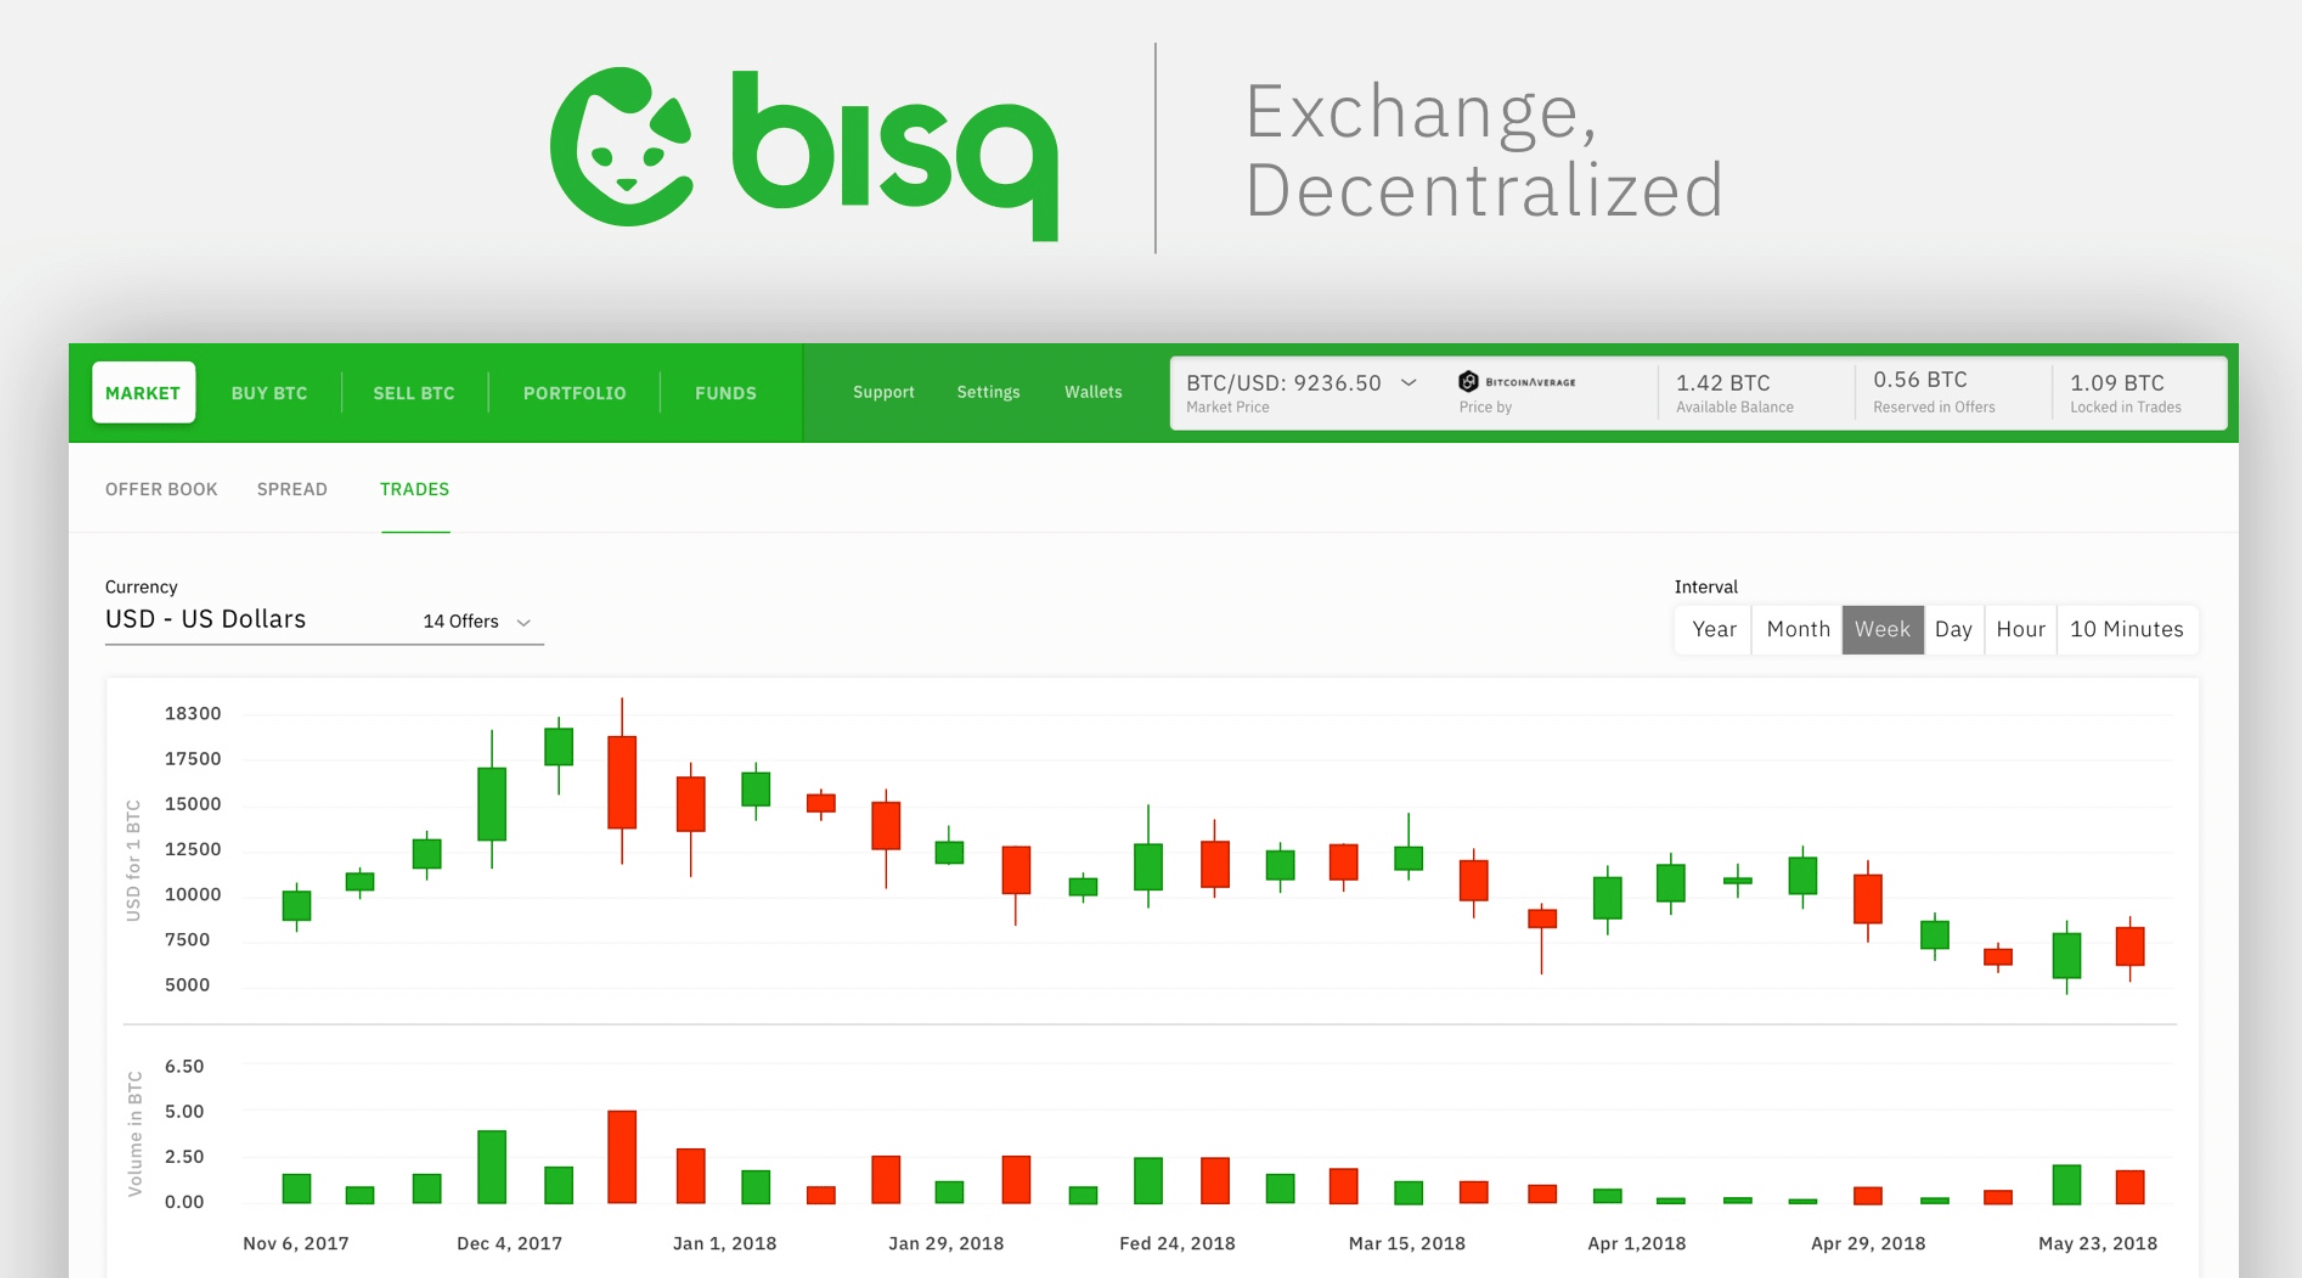 bisq
Exchange,
Decentralized
MARKET
BUY BTC
SELL BTC
PORTFOLIO
FUNDS
Support
Settings
Wallets
BTC/USD: 9236.50
Market Price
BITCOINAVERAGE
Price by
1.42 BTC
Available Balance
0.56 BTC
Reserved in Offers
1.09 BTC
Locked in Trades
OFFER BOOK
SPREAD
TRADES
Currency
USD - US Dollars
14 Offers
Interval
Year
Month
Week
Day
Hour
10 Minutes
USD for 1 BTC
18300
17500
15000
12500
10000
7500
5000
Volume in BTC
6.50
5.00
2.50
0.00
Nov 6, 2017
Dec 4, 2017
Jan 1, 2018
Jan 29, 2018
Fed 24, 2018
Mar 15, 2018
Apr 1,2018
Apr 29, 2018
May 23, 2018